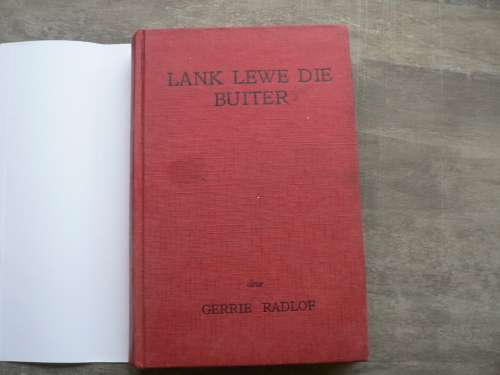 LANK LEWE DIE
BUITER
deur
GERRIE RADLOF